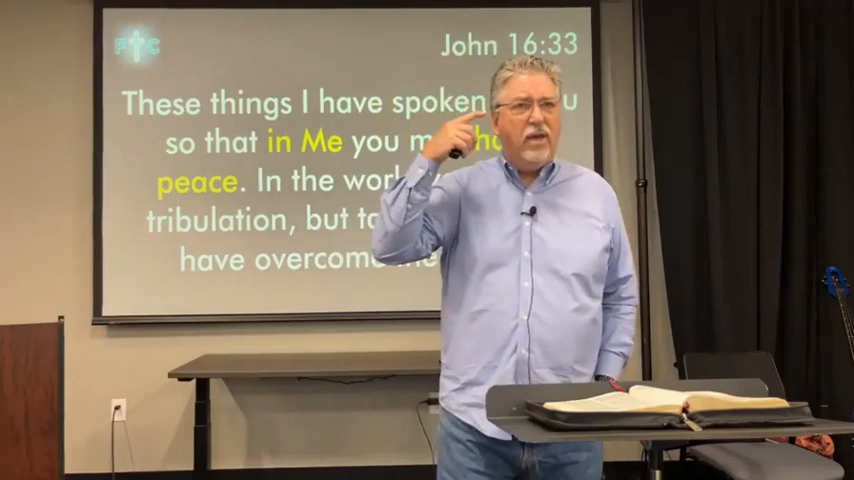 FTC
John 16:33
These things I have spoken
so that in Me you
peace. In the
tribulation, but
have overcome